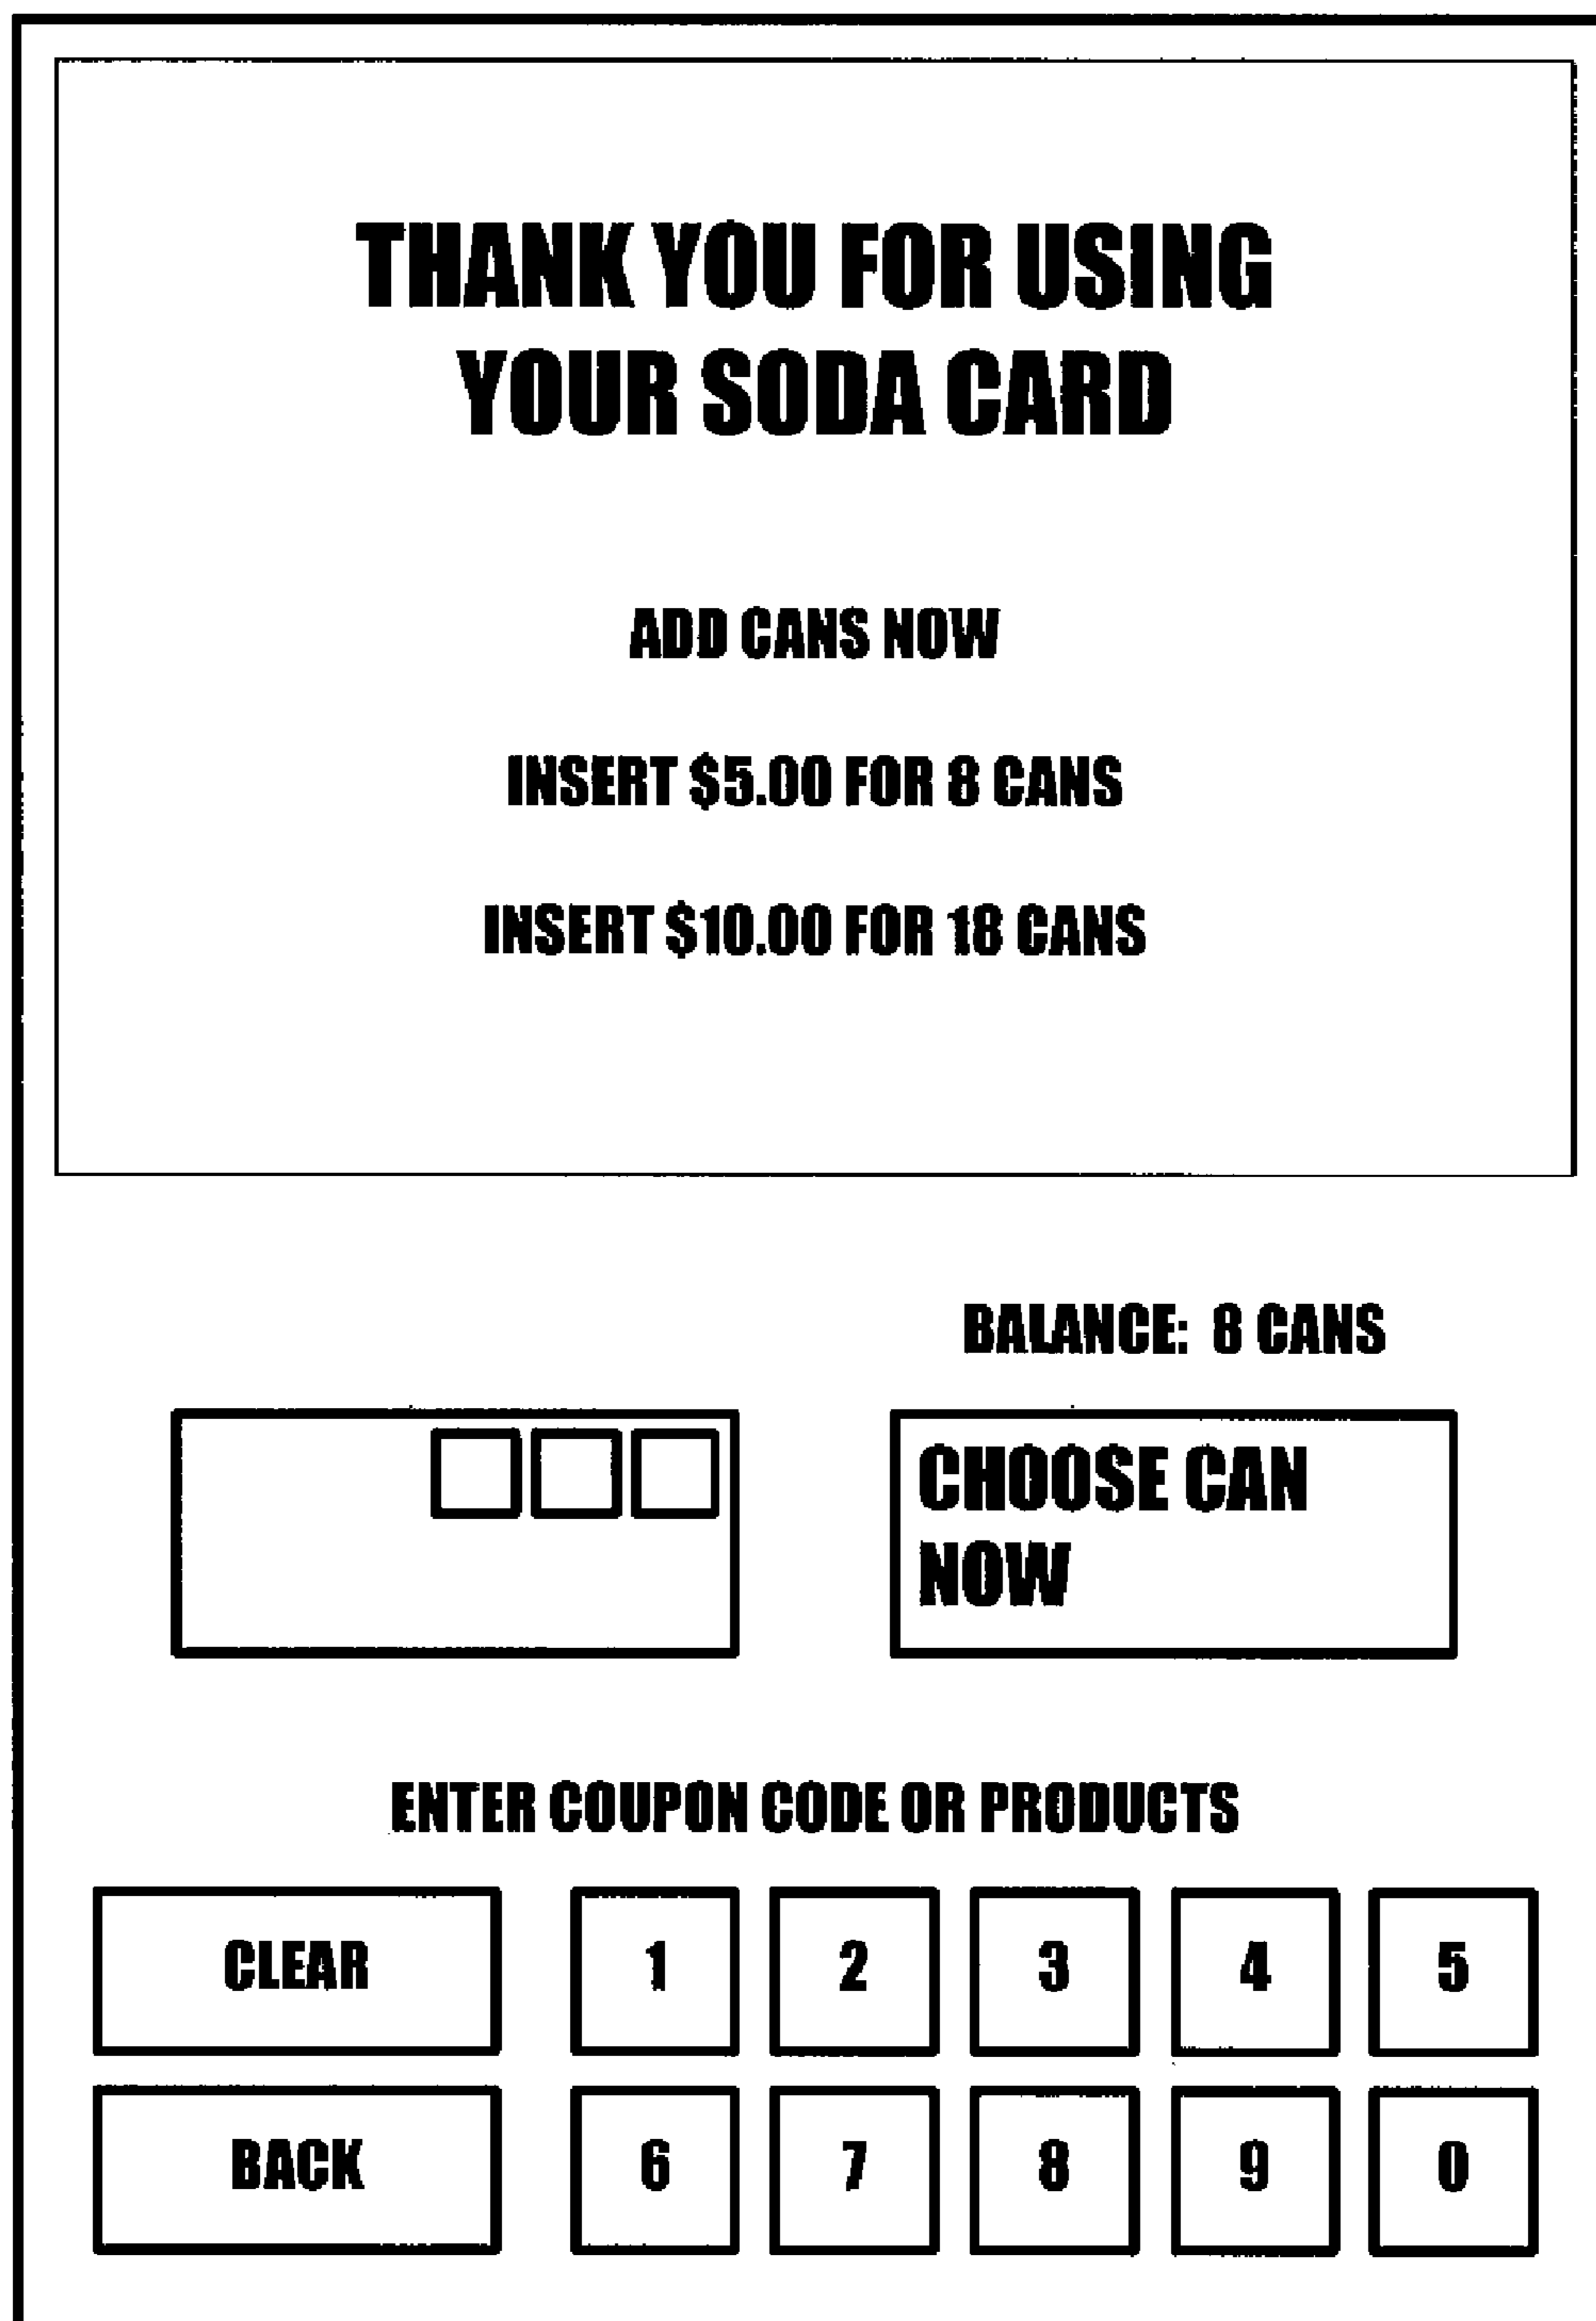 THANK YOU FOR USING
YOUR SODA CARD
ADD CANS NOW
INSERT $5.00 FOR 8 CANS
INSERT $10.00 FOR 18 CANS
BALANCE: 8 CANS
CHOOSE CAN
NOW
ENTER COUPON CODE OR PRODUCTS
CLEAR 1 2 3 4 5
BACK 6 7 8 9 0